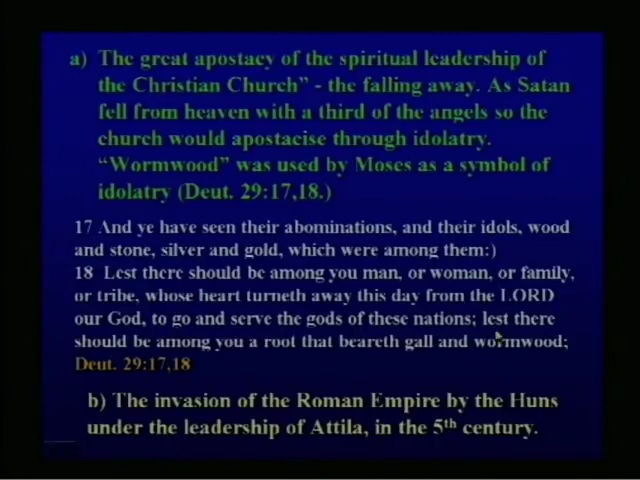 a) The great apostacy of the spiritual leadership of
the Christian Church” - the falling away. As Satan
fell from heaven with a third of the angels so the
church would apostacise through idolatry.
“Wormwood” was used by Moses as a symbol of
idolatry (Deut. 29:17,18.)
17 And ye have seen their abominations, and their idols, wood
and stone, silver and gold, which were among them:)
18 Lest there should be among you man, or woman, or family,
or tribe, whose heart turneth away this day from the LORD
our God, to go and serve the gods of these nations; lest there
should be among you a root that beareth gall and wormwood;
Deut. 29:17,18
b) The invasion of the Roman Empire by the Huns
under the leadership of Attila, in the 5th century.